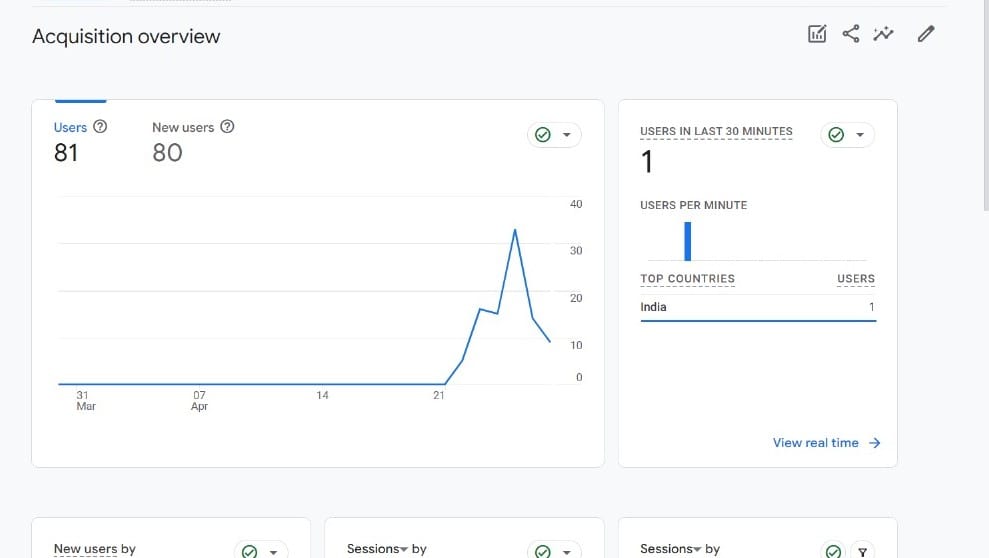 Acquisition overview
Users
New users
81
80
40
30
20
10
0
31
Mar
07
Apr
14
21
USERS IN LAST 30 MINUTES
1
USERS PER MINUTE
TOP COUNTRIES USERS
India 1
View real time
New users by
Sessions by
Sessions by